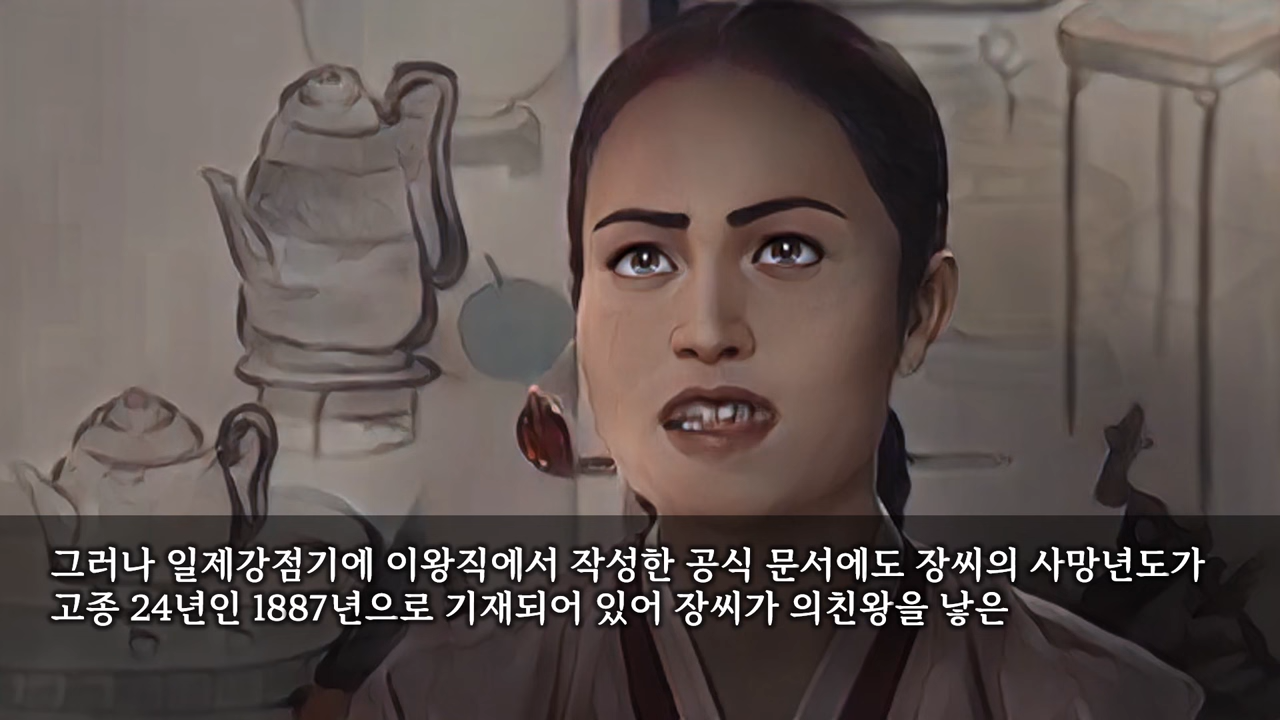 그러나 일제강점기에 이왕직에서 작성한 공식 문서에도 장씨의 사망년도가
고종 24년인 1887년으로 기재되어 있어 장씨가 의친왕을 낳은